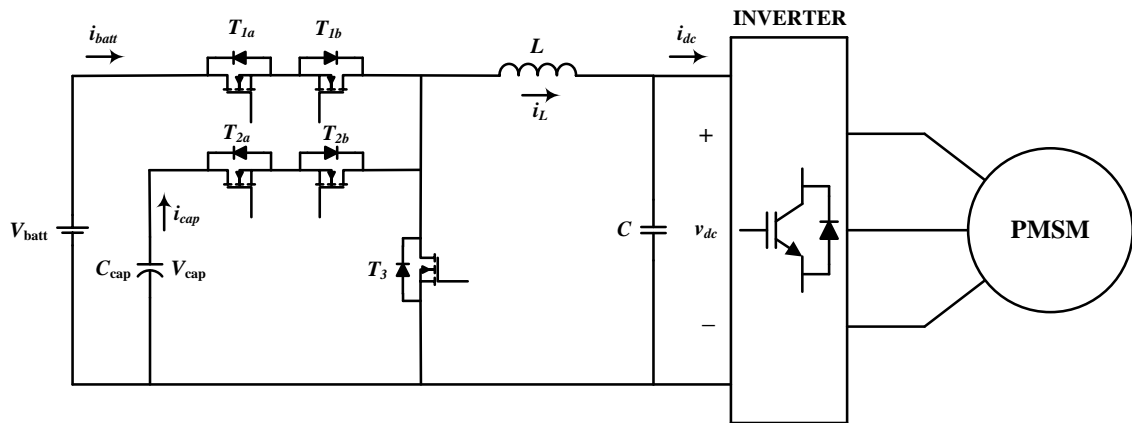 INVERTER
i_batt
T_1a
T_1b
L
i_dc
i_L
+
T_2a
T_2b
i_cap
V_batt
C
v_dc
PMSM
C_cap
V_cap
T_3
−